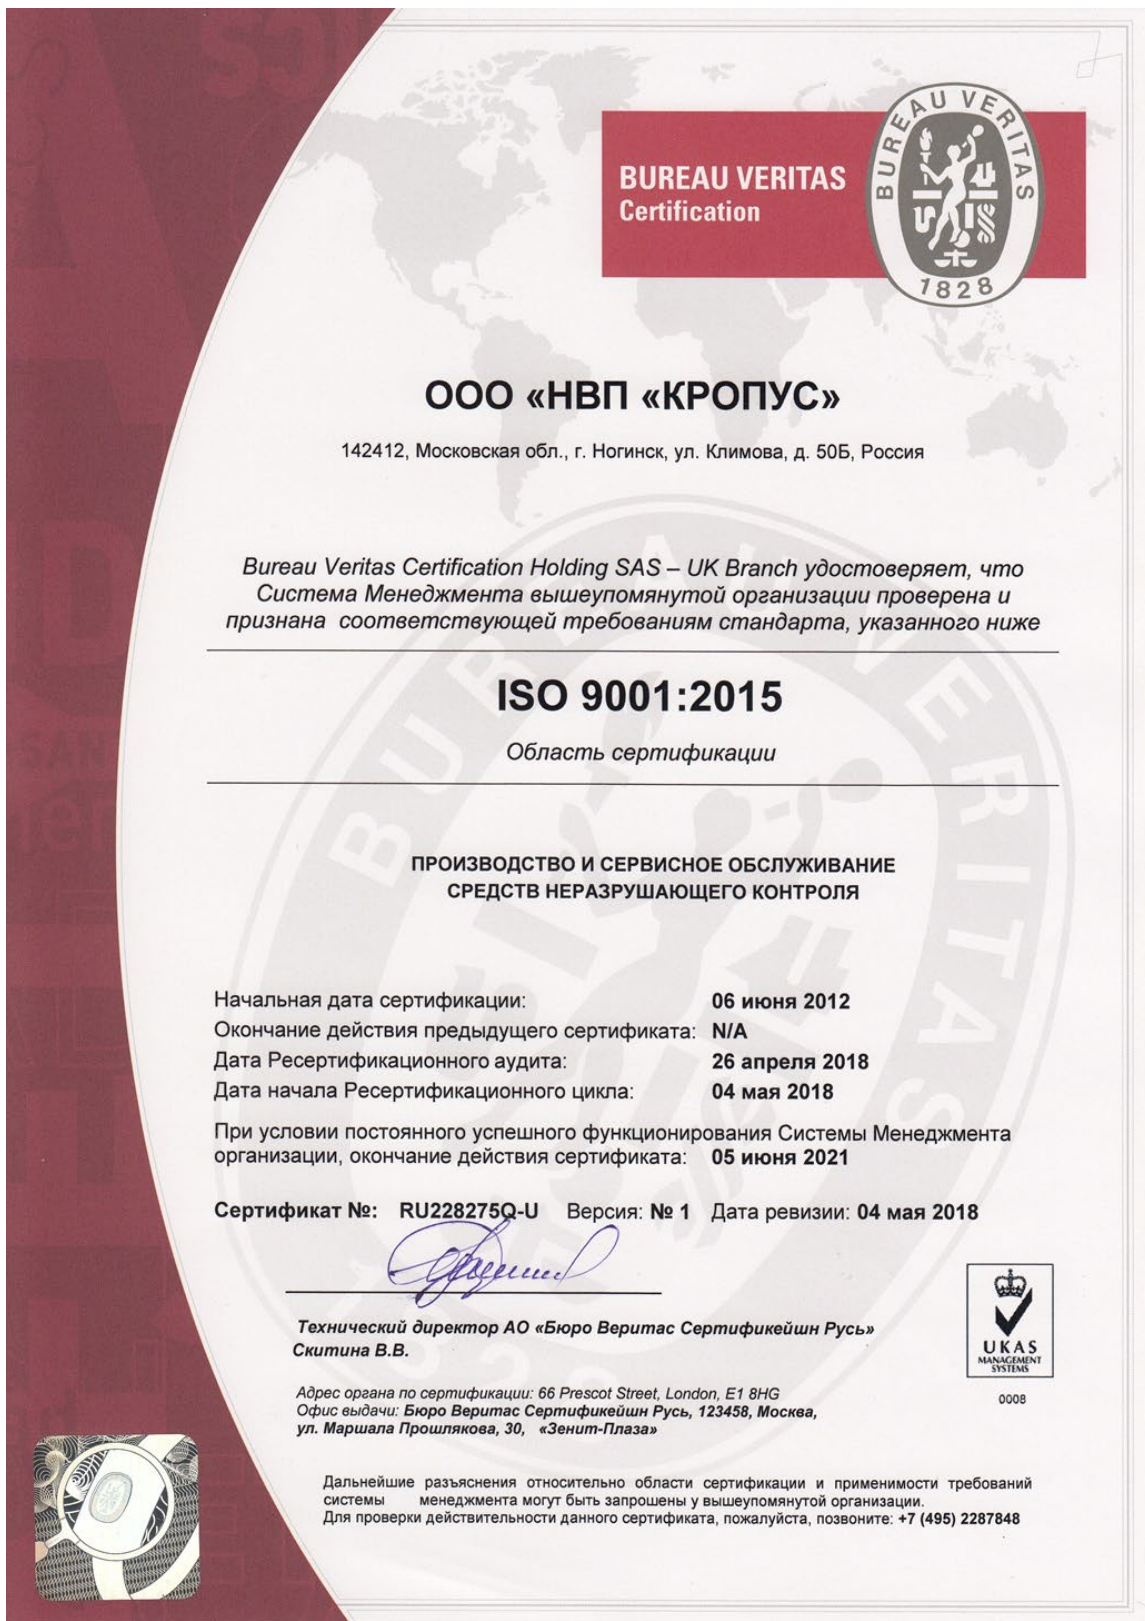 BUREAU VERITAS
Certification
BUREAU VERITAS
1828
ООО «НВП «КРОПУС»
142412, Московская обл., г. Ногинск, ул. Климова, д. 50Б, Россия
Bureau Veritas Certification Holding SAS – UK Branch удостоверяет, что
Система Менеджмента вышеупомянутой организации проверена и
признана соответствующей требованиям стандарта, указанного ниже
ISO 9001:2015
Область сертификации
ПРОИЗВОДСТВО И СЕРВИСНОЕ ОБСЛУЖИВАНИЕ
СРЕДСТВ НЕРАЗРУШАЮЩЕГО КОНТРОЛЯ
Начальная дата сертификации: 06 июня 2012
Окончание действия предыдущего сертификата: N/A
Дата Ресертификационного аудита: 26 апреля 2018
Дата начала Ресертификационного цикла: 04 мая 2018
При условии постоянного успешного функционирования Системы Менеджмента
организации, окончание действия сертификата: 05 июня 2021
Сертификат №: RU228275Q-U Версия: № 1 Дата ревизии: 04 мая 2018
Технический директор АО «Бюро Веритас Сертификейшн Русь»
Скитина В.В.
UKAS
MANAGEMENT
SYSTEMS
0008
Адрес органа по сертификации: 66 Prescot Street, London, E1 8HG
Офис выдачи: Бюро Веритас Сертификейшн Русь, 123458, Москва,
ул. Маршала Прошлякова, 30, «Зенит-Плаза»
Дальнейшие разъяснения относительно области сертификации и применимости требований
системы менеджмента могут быть запрошены у вышеупомянутой организации.
Для проверки действительности данного сертификата, пожалуйста, позвоните: +7 (495) 2287848